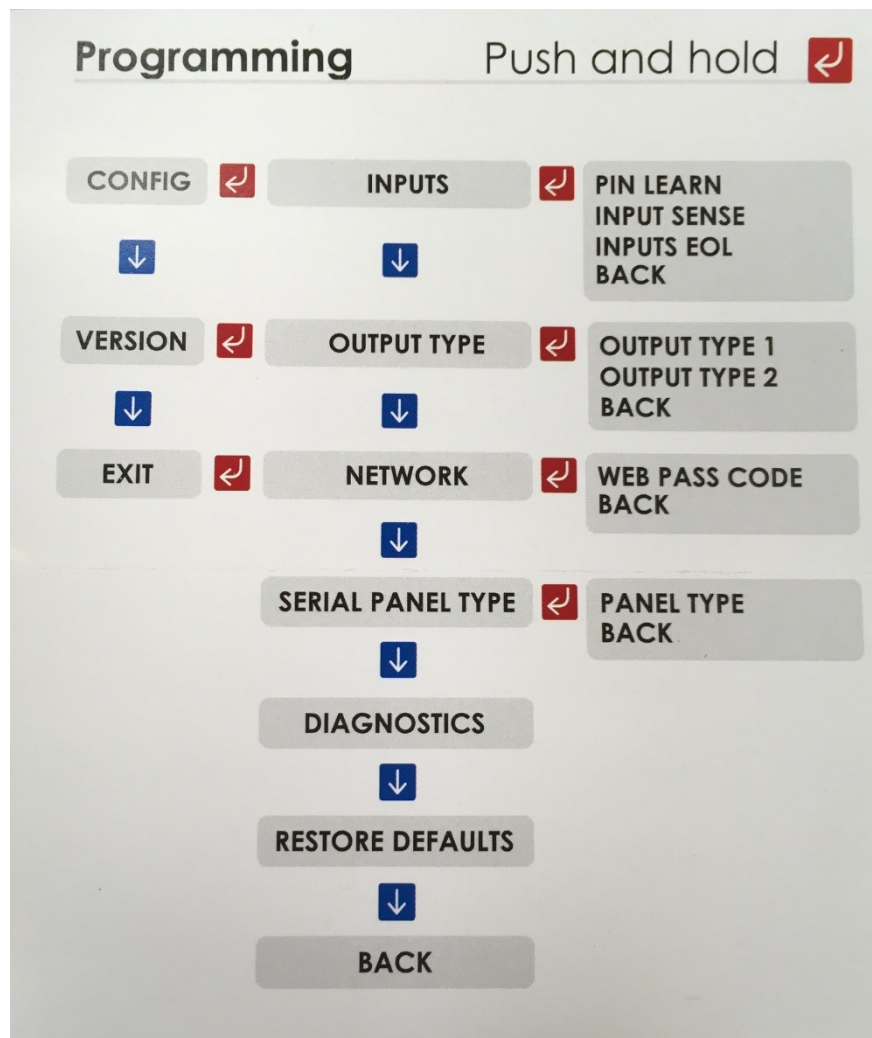 Programming Push and hold
CONFIG INPUTS PIN LEARN
INPUT SENSE
INPUTS EOL
BACK
VERSION OUTPUT TYPE OUTPUT TYPE 1
OUTPUT TYPE 2
BACK
EXIT NETWORK WEB PASS CODE
BACK
SERIAL PANEL TYPE PANEL TYPE
BACK
DIAGNOSTICS
RESTORE DEFAULTS
BACK